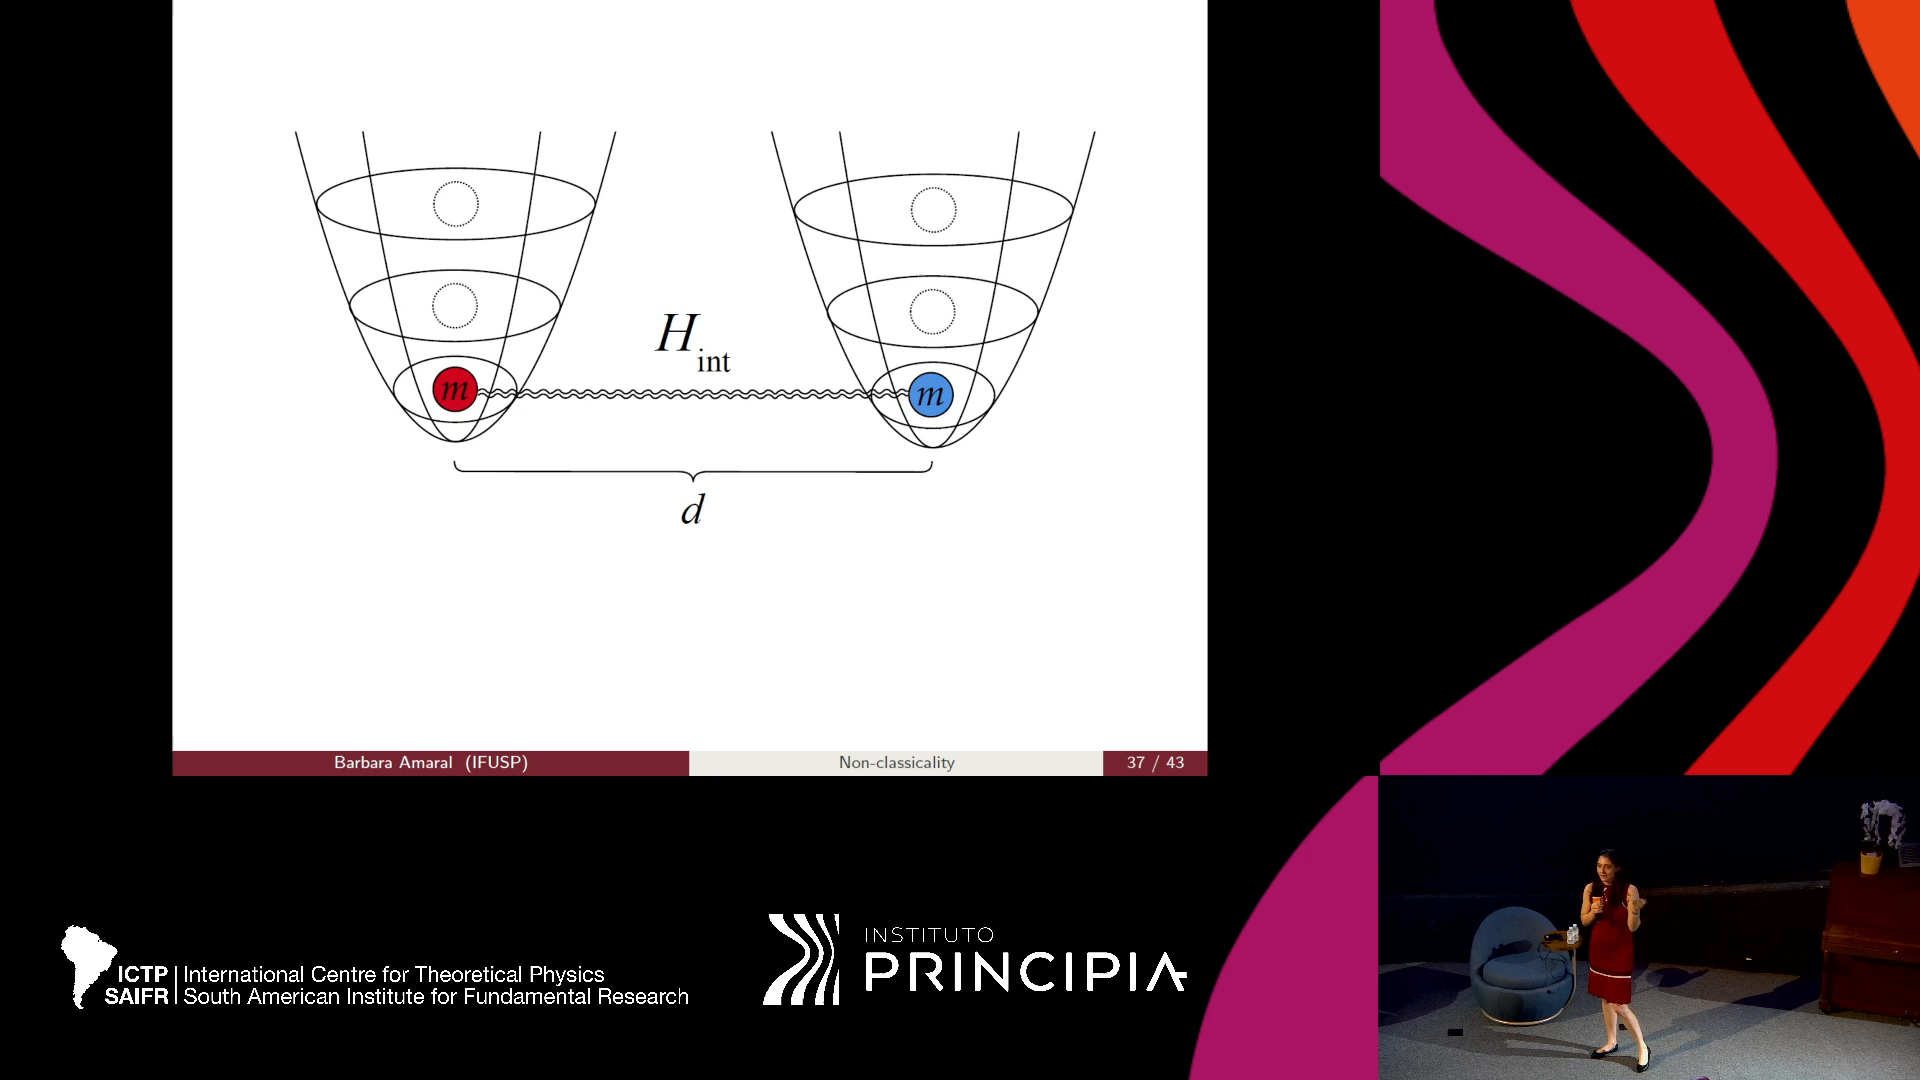 H
int
m
m
d
Barbara Amaral (IFUSP)
Non-classicality
37 / 43
ICTP
International Centre for Theoretical Physics
SAIFR
South American Institute for Fundamental Research
INSTITUTO
PRINCIPIA